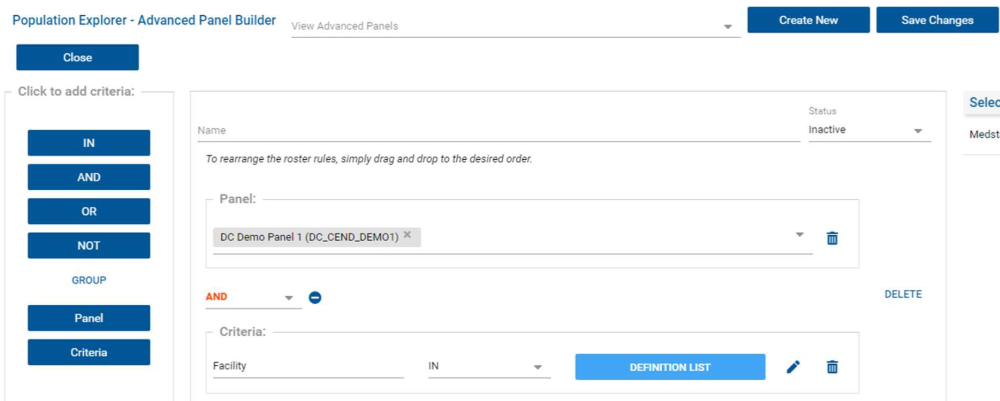 Population Explorer - Advanced Panel Builder
View Advanced Panels
Create New
Save Changes
Close
Click to add criteria:
IN
AND
OR
NOT
GROUP
Panel
Criteria
Name
Status
Inactive
To rearrange the roster rules, simply drag and drop to the desired order.
Panel:
DC Demo Panel 1 (DC_CEND_DEMO1)
AND
DELETE
Criteria:
Facility
IN
DEFINITION LIST